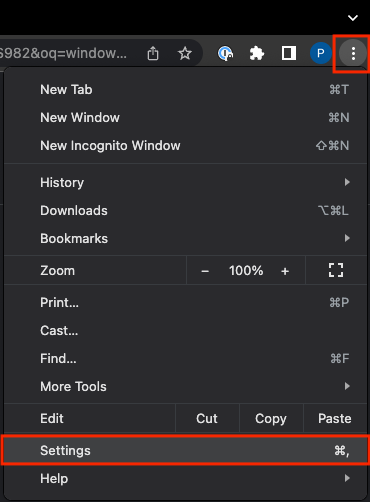 6982&oq=window...
P
New Tab ⌘T
New Window ⌘N
New Incognito Window ⇧⌘N
History
Downloads ⌥⌘L
Bookmarks
Zoom − 100% +
Print... ⌘P
Cast...
Find... ⌘F
More Tools
Edit Cut Copy Paste
Settings ⌘,
Help